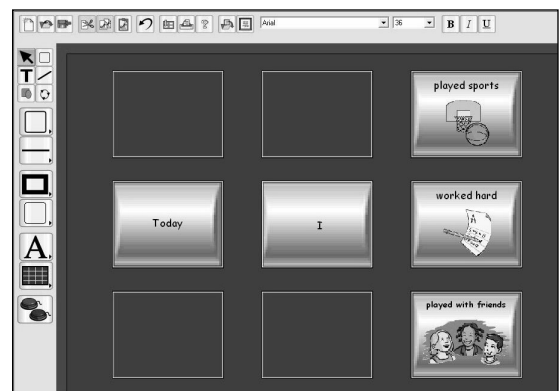 Arial 36 B I U
T
played sports
Today I worked hard
A
played with friends